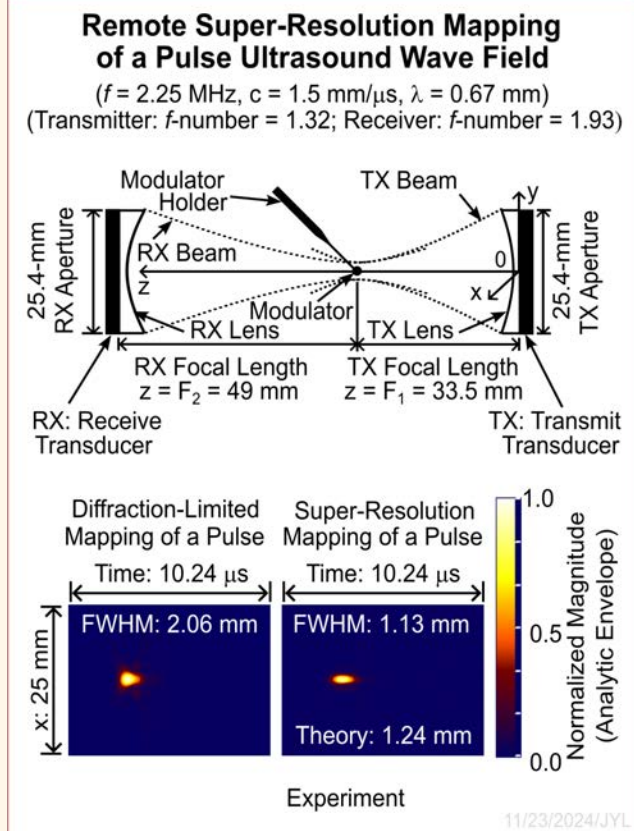 Remote Super-Resolution Mapping
of a Pulse Ultrasound Wave Field
(f = 2.25 MHz, c = 1.5 mm/μs, λ = 0.67 mm)
(Transmitter: f-number = 1.32; Receiver: f-number = 1.93)
Modulator
Holder
TX Beam
y
RX Beam
0
25.4-mm
RX Aperture
z
x
25.4-mm
TX Aperture
Modulator
RX Lens
TX Lens
RX Focal Length
z = F₂ = 49 mm
TX Focal Length
z = F₁ = 33.5 mm
RX: Receive
Transducer
TX: Transmit
Transducer
Diffraction-Limited
Mapping of a Pulse
Super-Resolution
Mapping of a Pulse
Time: 10.24 μs
Time: 10.24 μs
x: 25 mm
FWHM: 2.06 mm
FWHM: 1.13 mm
Theory: 1.24 mm
1.0
0.5
0.0
Normalized Magnitude
(Analytic Envelope)
Experiment
11/23/2024/JYL